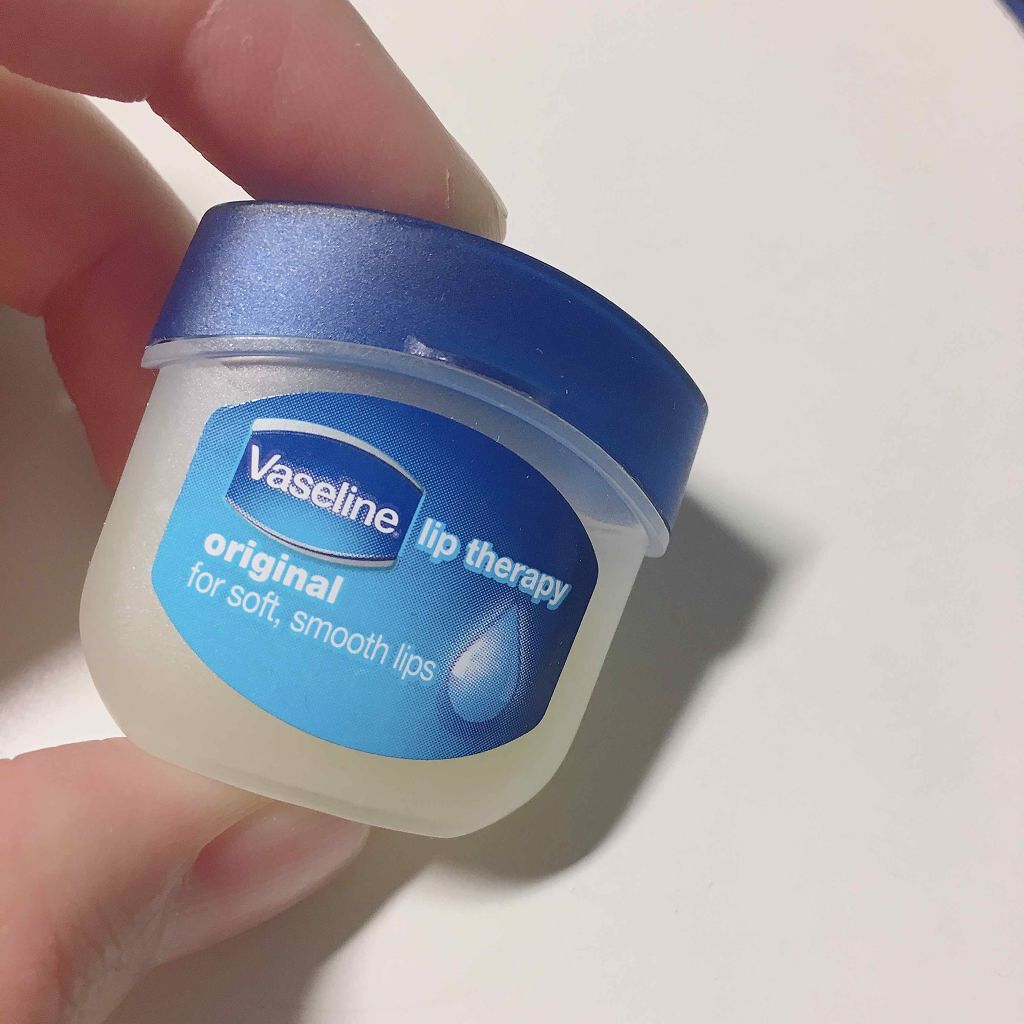 Vaseline
lip therapy
original
for soft, smooth lips